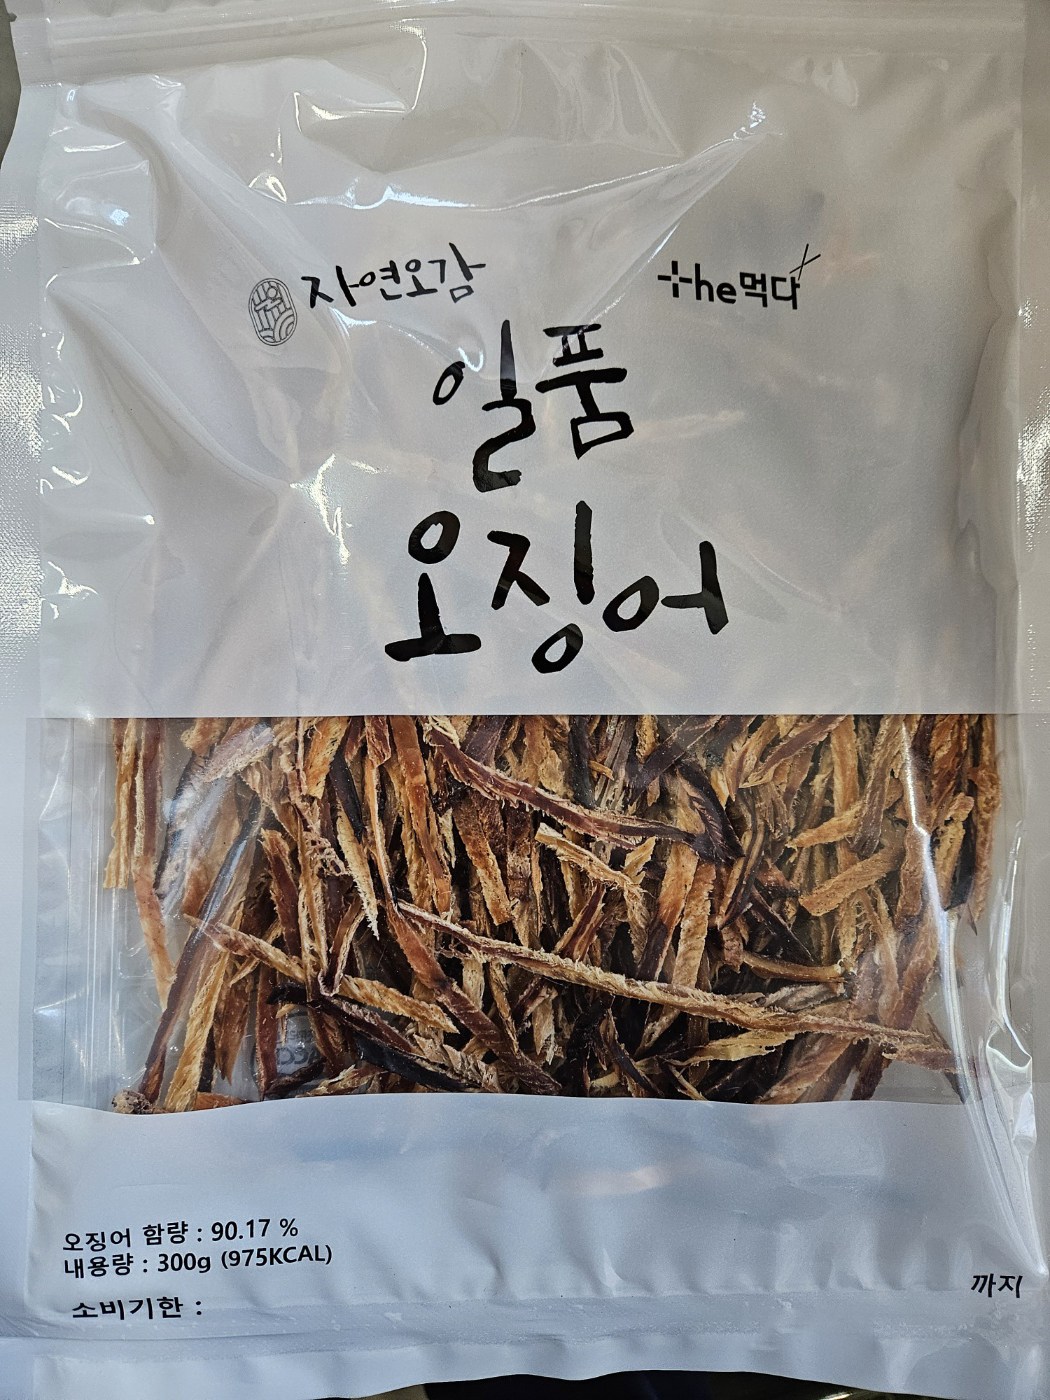 자연오감
the먹다
일품
오징어
오징어 함량 : 90.17 %
내용량 : 300g (975KCAL)
소비기한 :
까지